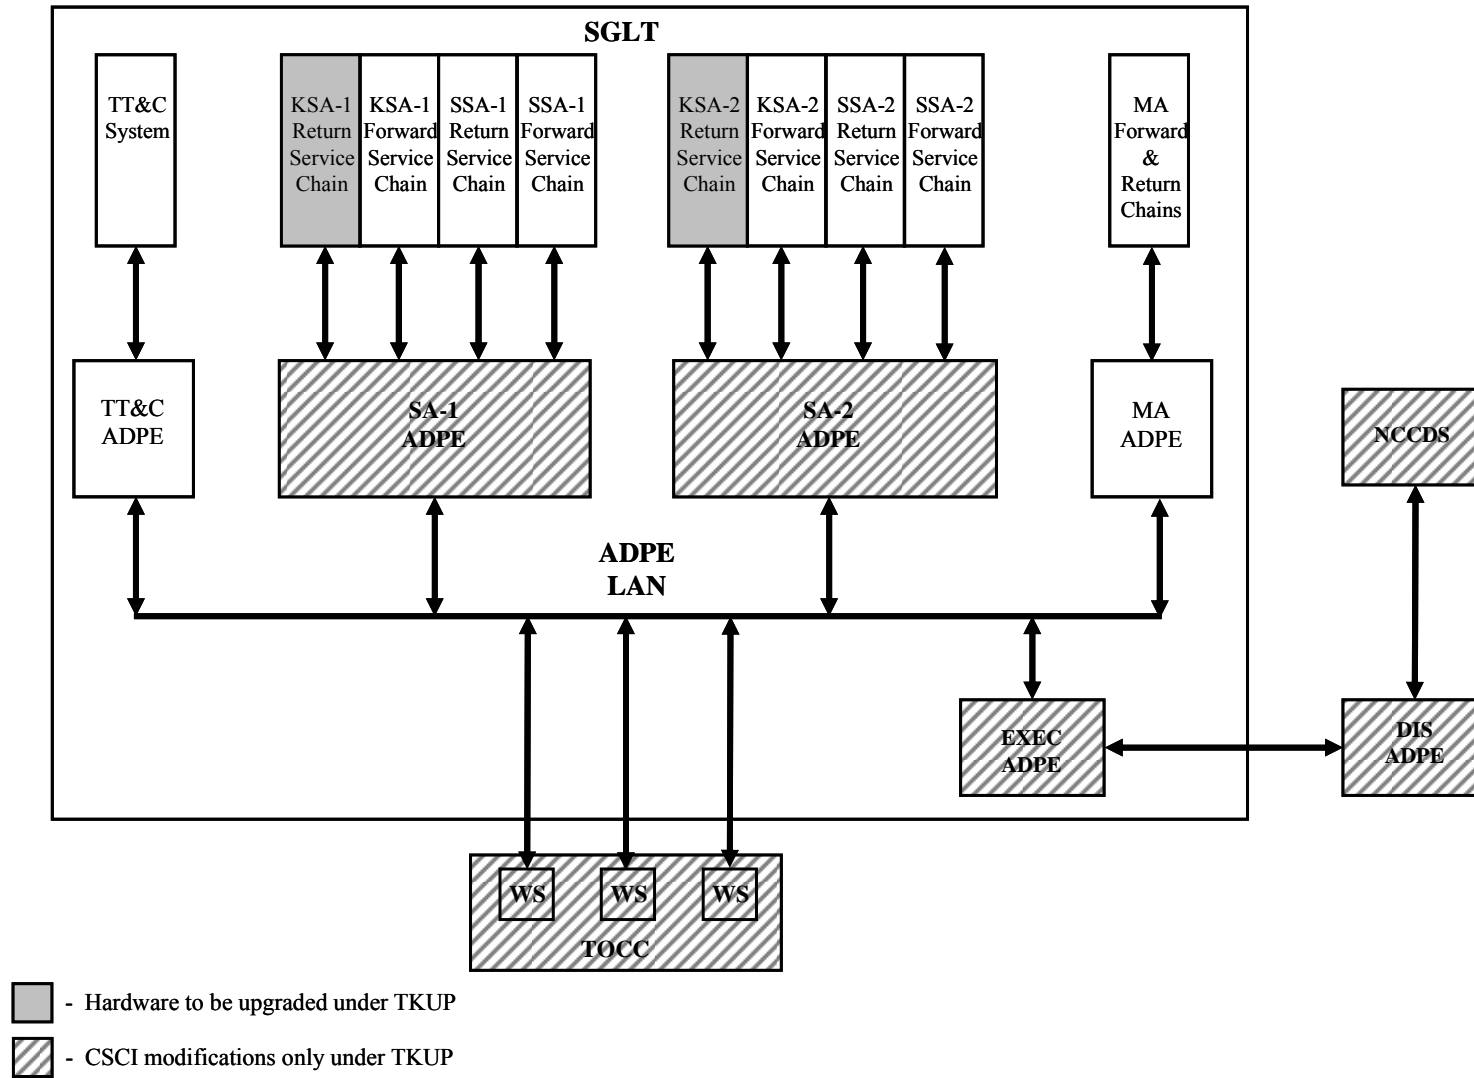 SGLT
TT&C
System
KSA-1
Return
Service
Chain
KSA-1
Forward
Service
Chain
SSA-1
Return
Service
Chain
SSA-1
Forward
Service
Chain
KSA-2
Return
Service
Chain
KSA-2
Forward
Service
Chain
SSA-2
Return
Service
Chain
SSA-2
Forward
Service
Chain
MA
Forward
&
Return
Chains
TT&C
ADPE
SA-1
ADPE
SA-2
ADPE
MA
ADPE
NCCDS
ADPE
LAN
EXEC
ADPE
DIS
ADPE
WS
WS
WS
TOCC
- Hardware to be upgraded under TKUP
- CSCI modifications only under TKUP